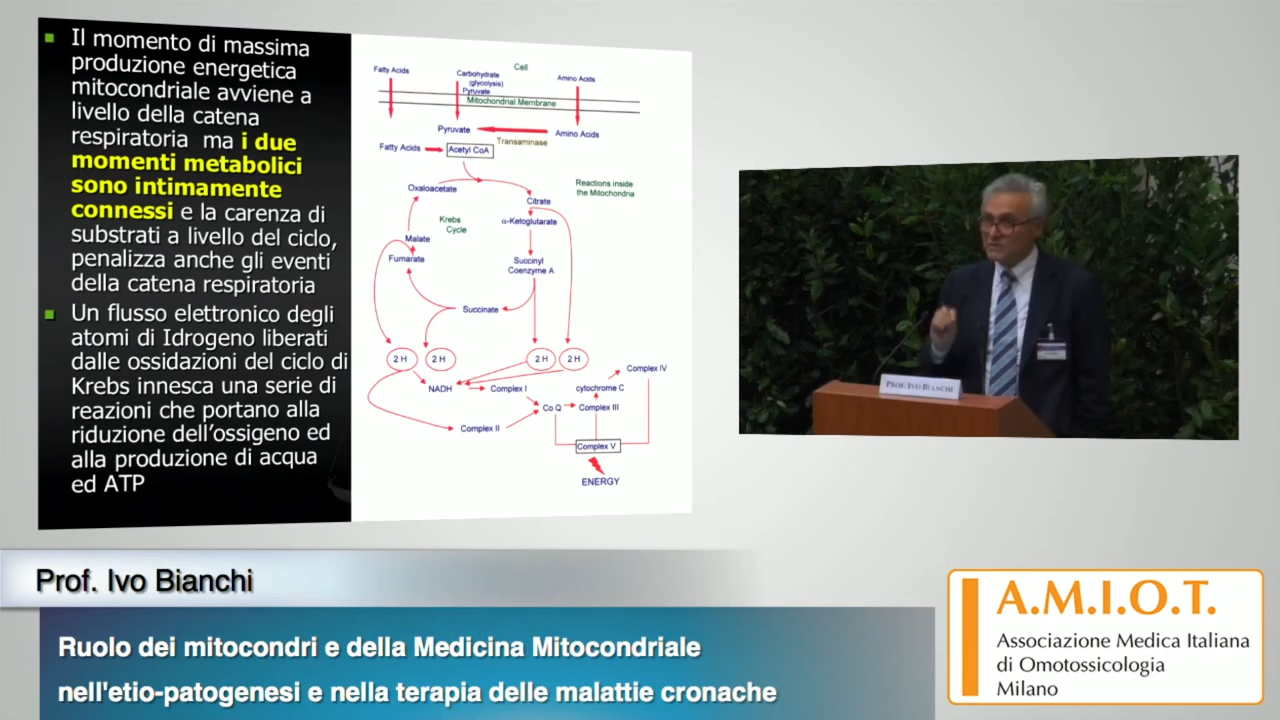 Il momento di massima
produzione energetica
mitocondriale avviene a
livello della catena
respiratoria ma i due
momenti metabolici
sono intimamente
connessi e la carenza di
substrati a livello del ciclo,
penalizza anche gli eventi
della catena respiratoria
Un flusso elettronico degli
atomi di Idrogeno liberati
dalle ossidazioni del ciclo di
Krebs innesca una serie di
reazioni che portano alla
riduzione dell'ossigeno ed
alla produzione di acqua
ed ATP
Cell
Fatty Acids
Carbohydrate
(glycolysis)
Pyruvate
Amino Acids
Mitochondrial Membrane
Pyruvate
Amino Acids
Transaminase
Fatty Acids
Acetyl CoA
Oxaloacetate
Reactions inside
the Mitochondria
Citrate
Krebs
Cycle
α-Ketoglutarate
Malate
Fumarate
Succinyl
Coenzyme A
Succinate
2 H
2 H
2 H
2 H
NADH
Complex I
cytochrome C
Complex IV
Co Q
Complex III
Complex II
Complex V
ENERGY
PROF. IVO BIANCHI
Prof. Ivo Bianchi
Ruolo dei mitocondri e della Medicina Mitocondriale
nell'etio-patogenesi e nella terapia delle malattie cronache
A.M.I.O.T.
Associazione Medica Italiana
di Omotossicologia
Milano